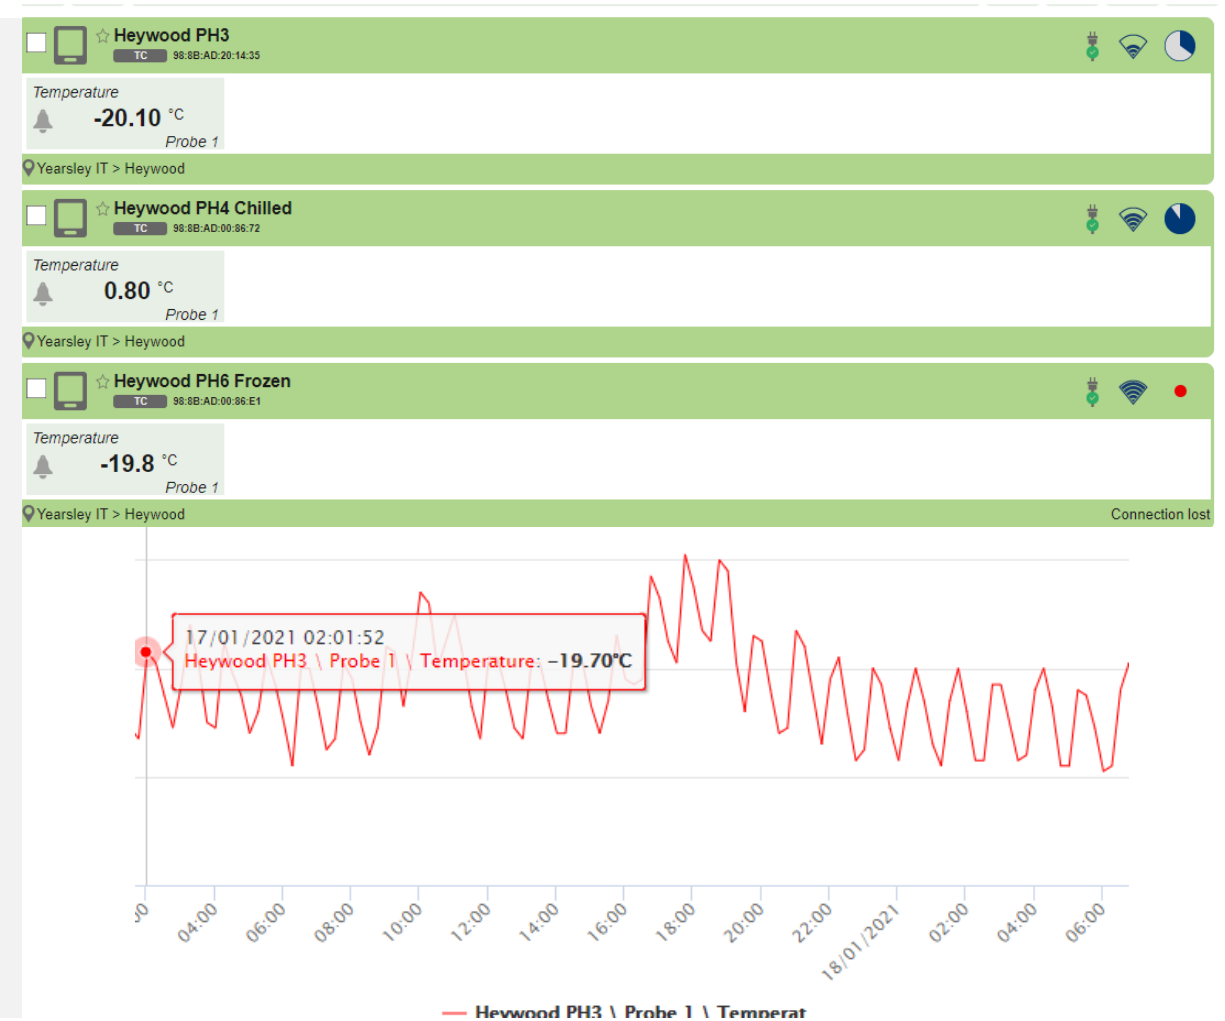 Heywood PH3
TC 98:8B:AD:20:14:35
Temperature
-20.10 °C
Probe 1
Yearsley IT > Heywood
Heywood PH4 Chilled
TC 98:8B:AD:00:86:72
Temperature
0.80 °C
Probe 1
Yearsley IT > Heywood
Heywood PH6 Frozen
TC 98:8B:AD:00:86:E1
Temperature
-19.8 °C
Probe 1
Yearsley IT > Heywood Connection lost
17/01/2021 02:01:52
Heywood PH3 \ Probe 1 \ Temperature: -19.70°C
04:00 06:00 08:00 10:00 12:00 14:00 16:00 18:00 20:00 22:00 18/01/2021 02:00 04:00 06:00
Heywood PH3 \ Probe 1 \ Temperat